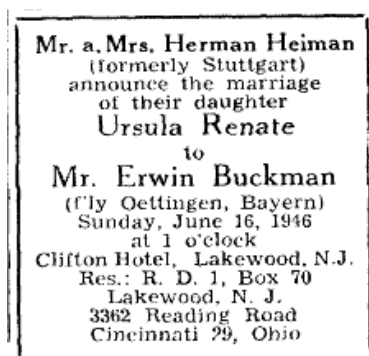 Mr. a. Mrs. Herman Heiman
(formerly Stuttgart)
announce the marriage
of their daughter
Ursula Renate
to
Mr. Erwin Buckman
(f'ly Oettingen, Bayern)
Sunday, June 16, 1946
at 1 o'clock
Clifton Hotel, Lakewood, N.J.
Res.: R. D. 1, Box 70
Lakewood, N. J.
3362 Reading Road
Cincinnati 29, Ohio